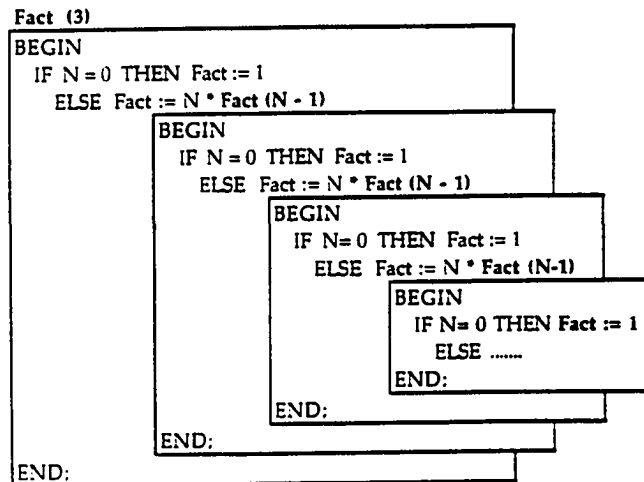 Fact (3)
BEGIN
IF N = 0 THEN Fact := 1
ELSE Fact := N * Fact (N - 1)
BEGIN
IF N = 0 THEN Fact := 1
ELSE Fact := N * Fact (N - 1)
BEGIN
IF N= 0 THEN Fact := 1
ELSE Fact := N * Fact (N-1)
BEGIN
IF N= 0 THEN Fact := 1
ELSE .......
END;
END;
END;
END;